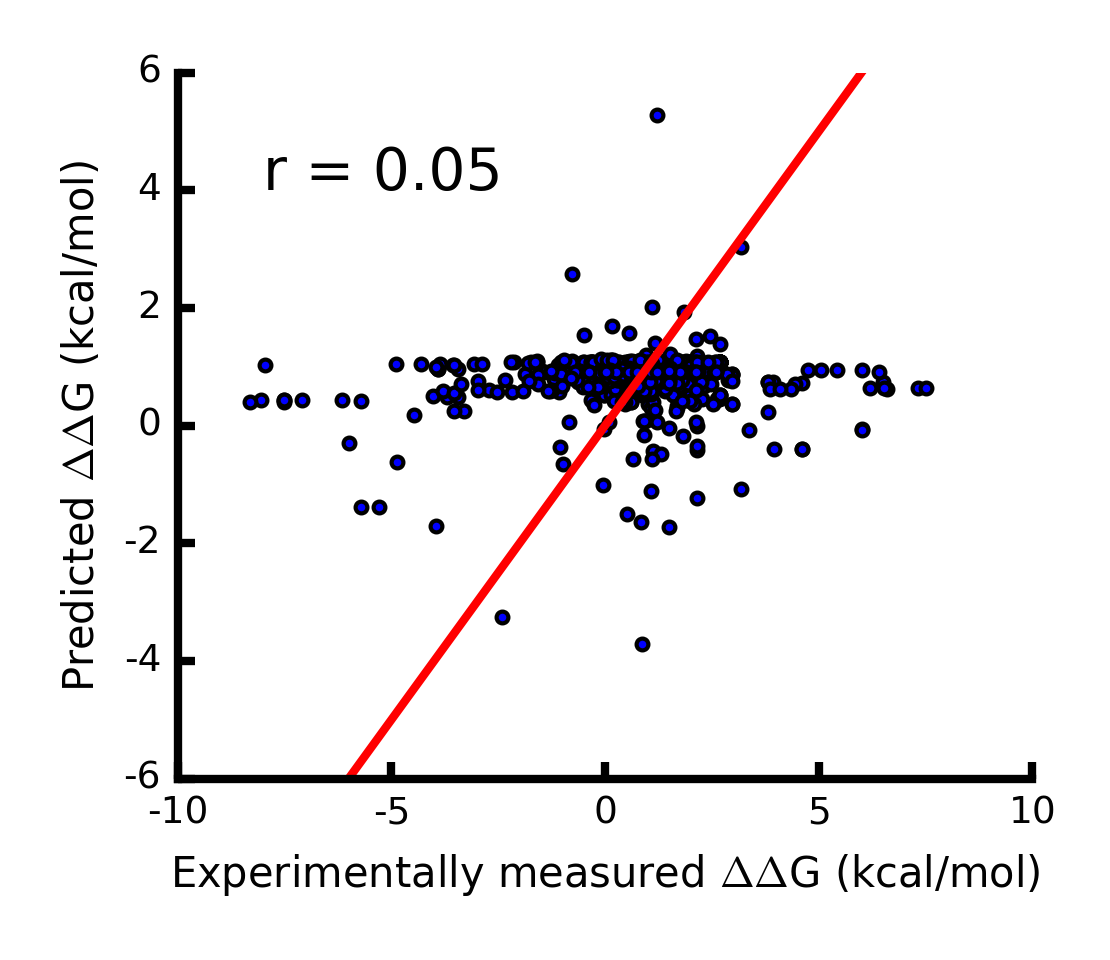 6
r = 0.05
4
2
0
-2
-4
-6
Predicted ΔΔG (kcal/mol)
-10 -5 0 5 10
Experimentally measured ΔΔG (kcal/mol)